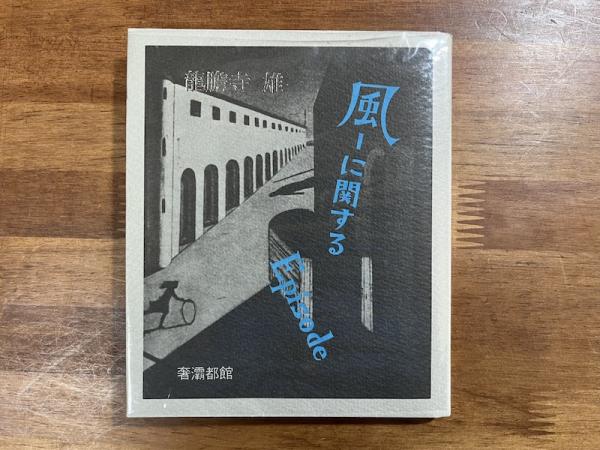 龍膽寺 雄
風ーに関する
Episode
奢灞都館